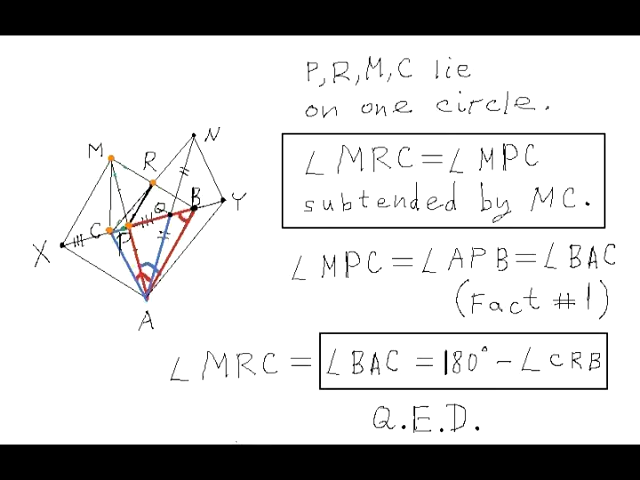 P,R,M,C lie
on one circle.
∠MRC=∠MPC
subtended by MC.
∠MPC=∠APB=∠BAC
(Fact #1)
∠MRC = ∠BAC = 180° - ∠CRB
Q.E.D.
N
M
R
B
Y
Q
C
P
X
A